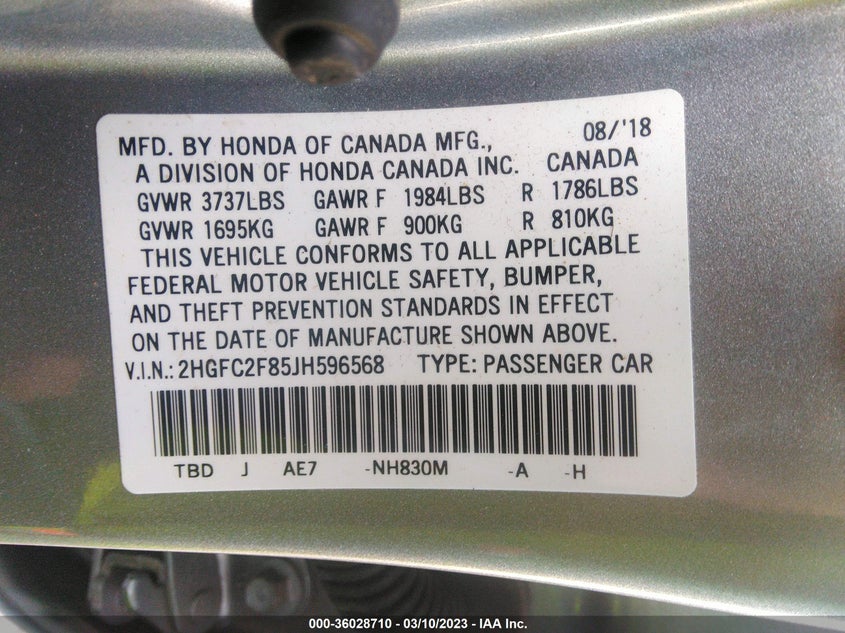 MFD. BY HONDA OF CANADA MFG., 08/'18
A DIVISION OF HONDA CANADA INC. CANADA
GVWR 3737LBS GAWR F 1984LBS R 1786LBS
GVWR 1695KG GAWR F 900KG R 810KG
THIS VEHICLE CONFORMS TO ALL APPLICABLE
FEDERAL MOTOR VEHICLE SAFETY, BUMPER,
AND THEFT PREVENTION STANDARDS IN EFFECT
ON THE DATE OF MANUFACTURE SHOWN ABOVE.
V.I.N.: 2HGFC2F85JH596568 TYPE: PASSENGER CAR
TBD J AE7 -NH830M -A -H
000-36028710 — 03/10/2023 — IAA Inc.